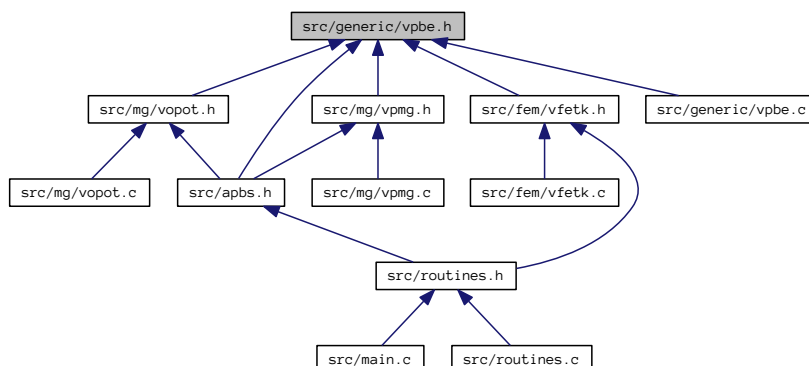 src/generic/vpbe.h
src/mg/vopot.h
src/mg/vpmg.h
src/fem/vfetk.h
src/generic/vpbe.c
src/mg/vopot.c
src/apbs.h
src/mg/vpmg.c
src/fem/vfetk.c
src/routines.h
src/main.c
src/routines.c